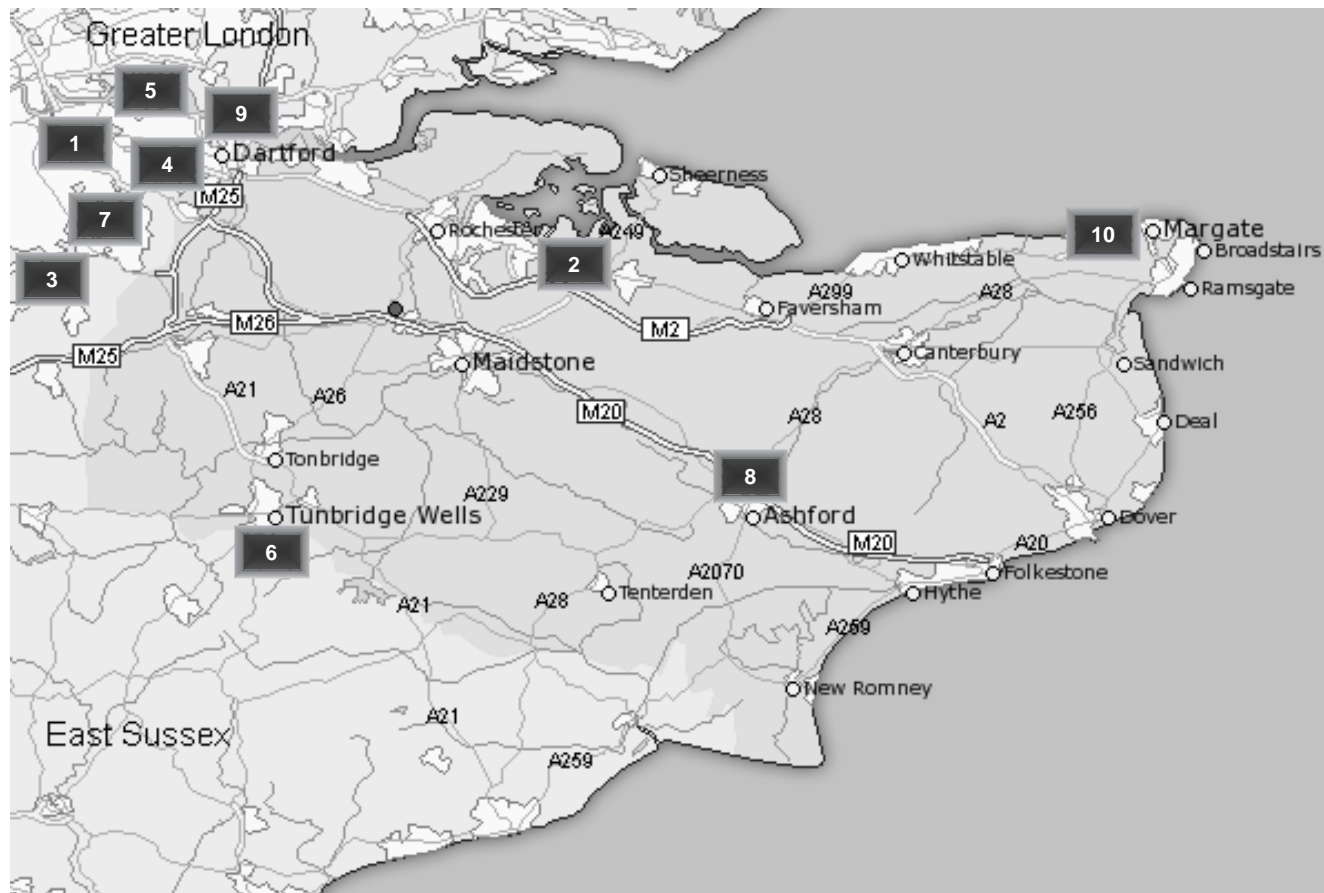 Greater London
5
9
1
4
Dartford
M25
Sheerness
7
Rochester
A249
10
Margate
Broadstairs
2
Whitstable
3
A299
A28
Ramsgate
Faversham
M26
M2
M25
Maidstone
Canterbury
Sandwich
A21
A26
M20
A28
A2
A256
Deal
Tonbridge
8
A229
Tunbridge Wells
Ashford
Dover
6
M20
A20
A2070
Folkestone
A21
A28
Tenterden
Hythe
A259
New Romney
A21
East Sussex
A259